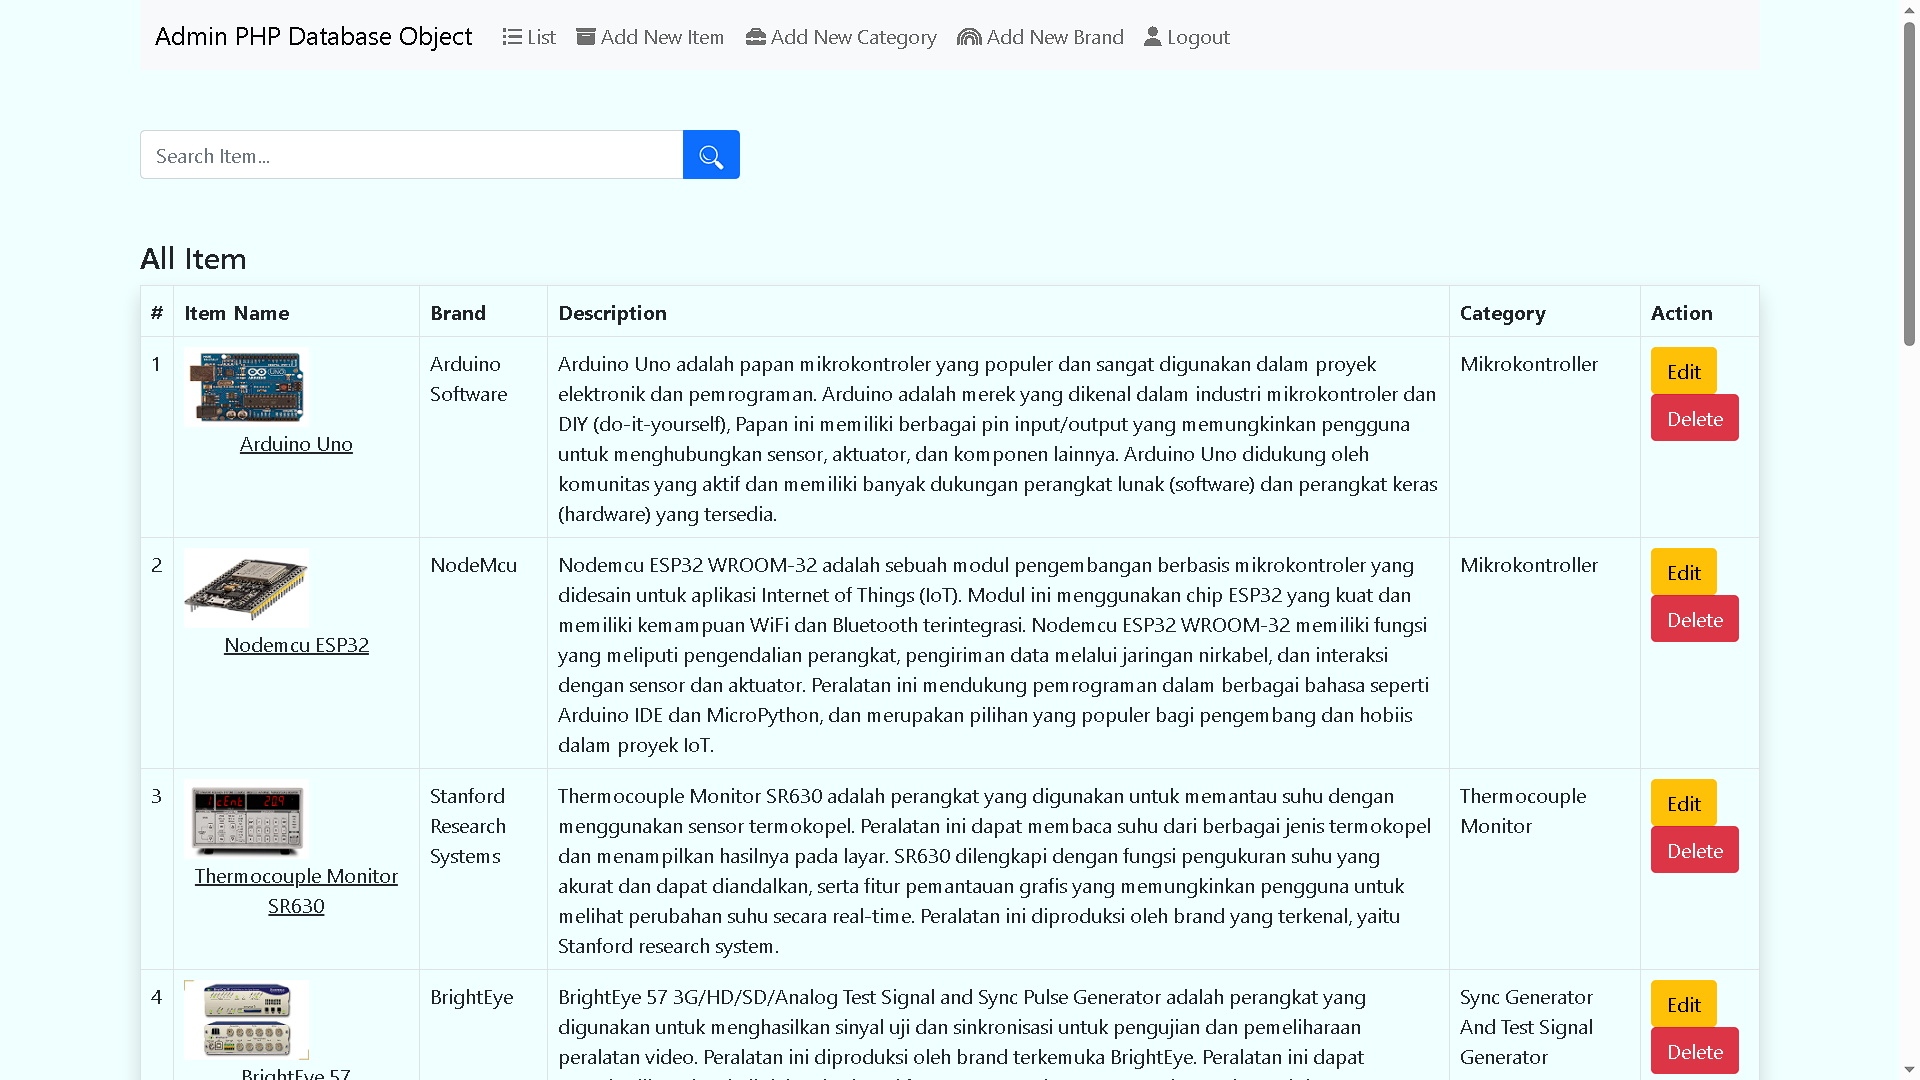 Admin PHP Database Object List Add New Item Add New Category Add New Brand Logout
Search Item...
All Item
# Item Name Brand Description Category Action
1
Arduino Uno
Arduino
Software
Arduino Uno adalah papan mikrokontroler yang populer dan sangat digunakan dalam proyek
elektronik dan pemrograman. Arduino adalah merek yang dikenal dalam industri mikrokontroler dan
DIY (do-it-yourself), Papan ini memiliki berbagai pin input/output yang memungkinkan pengguna
untuk menghubungkan sensor, aktuator, dan komponen lainnya. Arduino Uno didukung oleh
komunitas yang aktif dan memiliki banyak dukungan perangkat lunak (software) dan perangkat keras
(hardware) yang tersedia.
Mikrokontroller
Edit
Delete
2
Nodemcu ESP32
NodeMcu
Nodemcu ESP32 WROOM-32 adalah sebuah modul pengembangan berbasis mikrokontroler yang
didesain untuk aplikasi Internet of Things (IoT). Modul ini menggunakan chip ESP32 yang kuat dan
memiliki kemampuan WiFi dan Bluetooth terintegrasi. Nodemcu ESP32 WROOM-32 memiliki fungsi
yang meliputi pengendalian perangkat, pengiriman data melalui jaringan nirkabel, dan interaksi
dengan sensor dan aktuator. Peralatan ini mendukung pemrograman dalam berbagai bahasa seperti
Arduino IDE dan MicroPython, dan merupakan pilihan yang populer bagi pengembang dan hobiis
dalam proyek IoT.
Mikrokontroller
Edit
Delete
3
Thermocouple Monitor
SR630
Stanford
Research
Systems
Thermocouple Monitor SR630 adalah perangkat yang digunakan untuk memantau suhu dengan
menggunakan sensor termokopel. Peralatan ini dapat membaca suhu dari berbagai jenis termokopel
dan menampilkan hasilnya pada layar. SR630 dilengkapi dengan fungsi pengukuran suhu yang
akurat dan dapat diandalkan, serta fitur pemantauan grafis yang memungkinkan pengguna untuk
melihat perubahan suhu secara real-time. Peralatan ini diproduksi oleh brand yang terkenal, yaitu
Stanford research system.
Thermocouple
Monitor
Edit
Delete
4
BrightEye 57
BrightEye
BrightEye 57 3G/HD/SD/Analog Test Signal and Sync Pulse Generator adalah perangkat yang
digunakan untuk menghasilkan sinyal uji dan sinkronisasi untuk pengujian dan pemeliharaan
peralatan video. Peralatan ini diproduksi oleh brand terkemuka BrightEye. Peralatan ini dapat
Sync Generator
And Test Signal
Generator
Edit
Delete